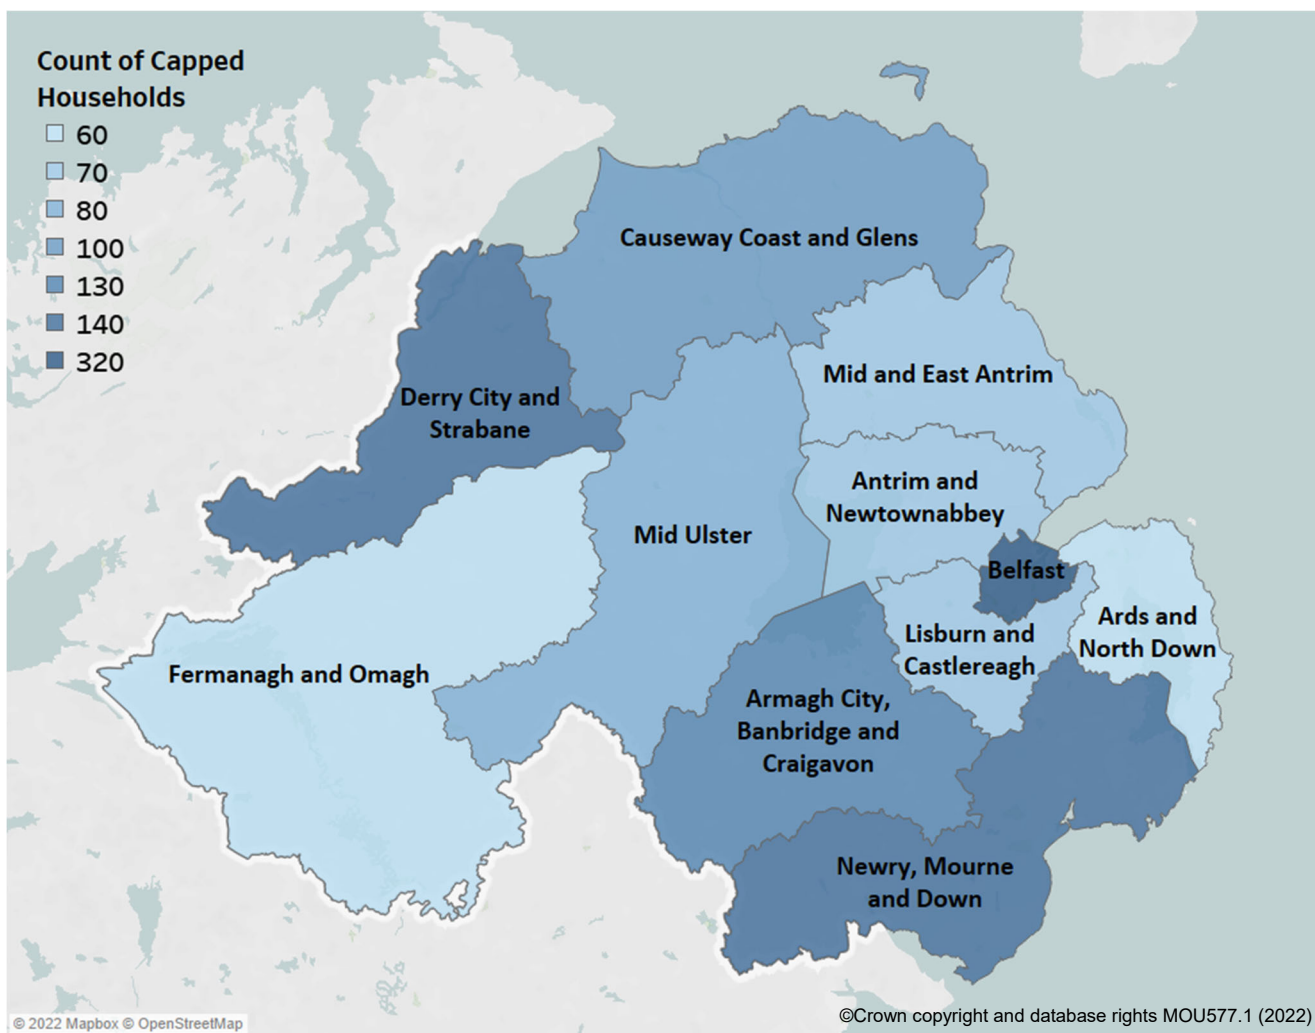 Count of Capped
Households
60
70
80
100
130
140
320
Causeway Coast and Glens
Mid and East Antrim
Derry City and
Strabane
Antrim and
Newtownabbey
Mid Ulster
Belfast
Ards and
North Down
Lisburn and
Castlereagh
Fermanagh and Omagh
Armagh City,
Banbridge and
Craigavon
Newry, Mourne
and Down
© 2022 Mapbox © OpenStreetMap
©Crown copyright and database rights MOU577.1 (2022)